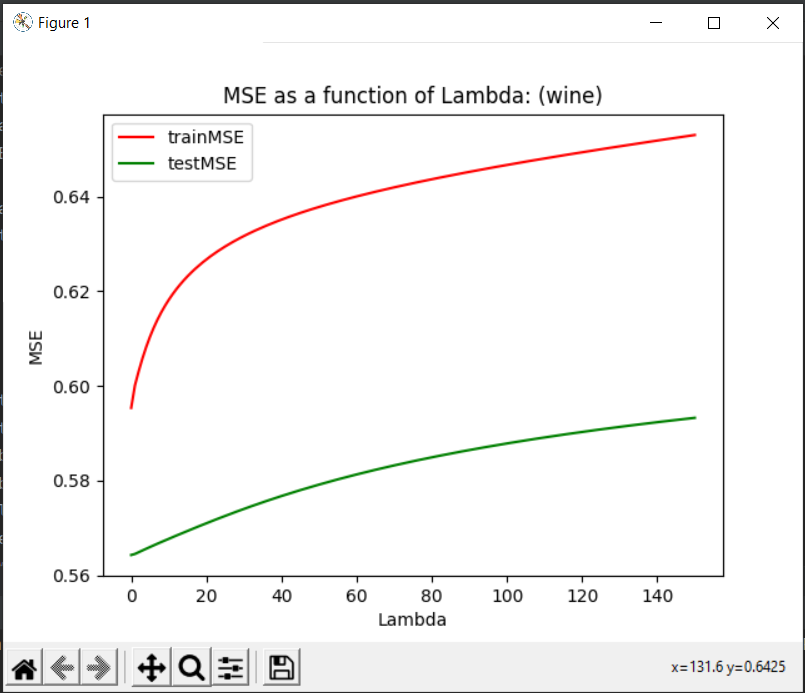 Figure 1
MSE as a function of Lambda: (wine)
trainMSE
testMSE
0.64
0.62
0.60
0.58
0.56
MSE
0 20 40 60 80 100 120 140
Lambda
x=131.6 y=0.6425